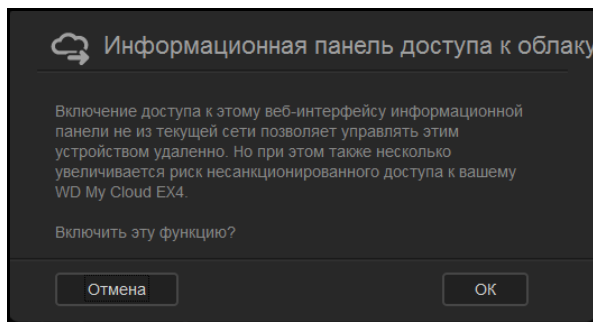 Информационная панель доступа к облаку
Включение доступа к этому веб-интерфейсу информационной
панели не из текущей сети позволяет управлять этим
устройством удаленно. Но при этом также несколько
увеличивается риск несанкционированного доступа к вашему
WD My Cloud EX4.
Включить эту функцию?
Отмена
ОК